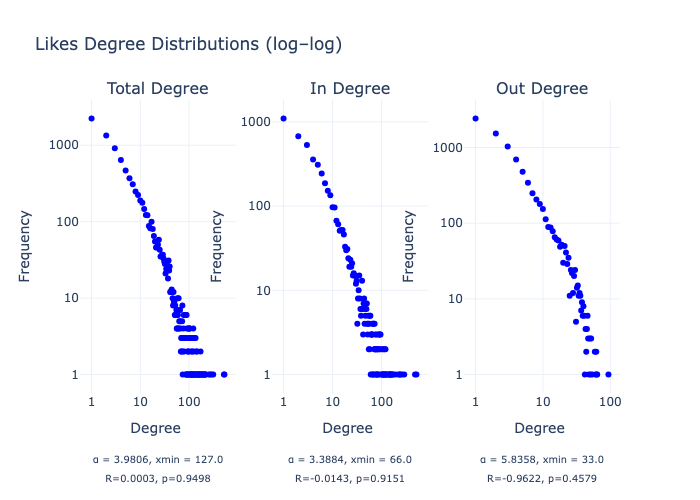 Likes Degree Distributions (log–log)
Total Degree
In Degree
Out Degree
1000
100
10
1
Frequency
1 10 100
Degree
1000
100
10
1
Frequency
1 10 100
Degree
1000
100
10
1
Frequency
1 10 100
Degree
α = 3.9806, xmin = 127.0
R=0.0003, p=0.9498
α = 3.3884, xmin = 66.0
R=-0.0143, p=0.9151
α = 5.8358, xmin = 33.0
R=-0.9622, p=0.4579